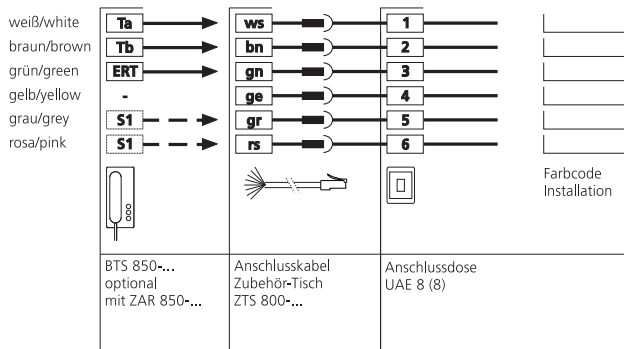 weiß/white Ta ws 1
braun/brown Tb bn 2
grün/green ERT gn 3
gelb/yellow - ge 4
grau/grey S1 gr 5
rosa/pink S1 rs 6
Farbcode
Installation
BTS 850-...
optional
mit ZAR 850-...
Anschlusskabel
Zubehör-Tisch
ZTS 800-...
Anschlussdose
UAE 8 (8)